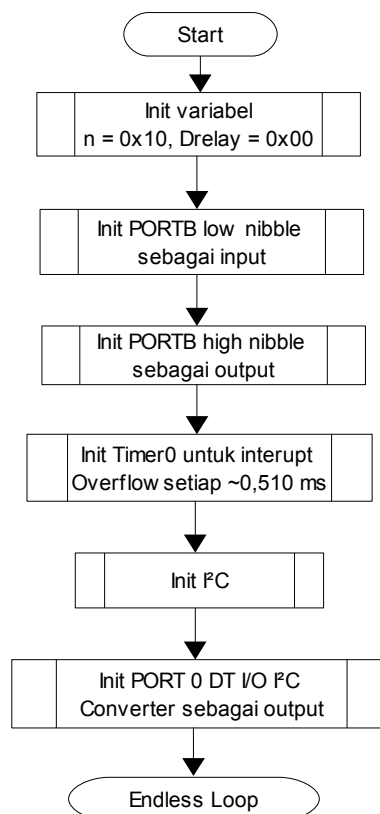 Start
Init variabel
n = 0x10, Drelay = 0x00
Init PORTB low nibble
sebagai input
Init PORTB high nibble
sebagai output
Init Timer0 untuk interupt
Overflow setiap ~0,510 ms
Init I²C
Init PORT 0 DT I/O I²C
Converter sebagai output
Endless Loop